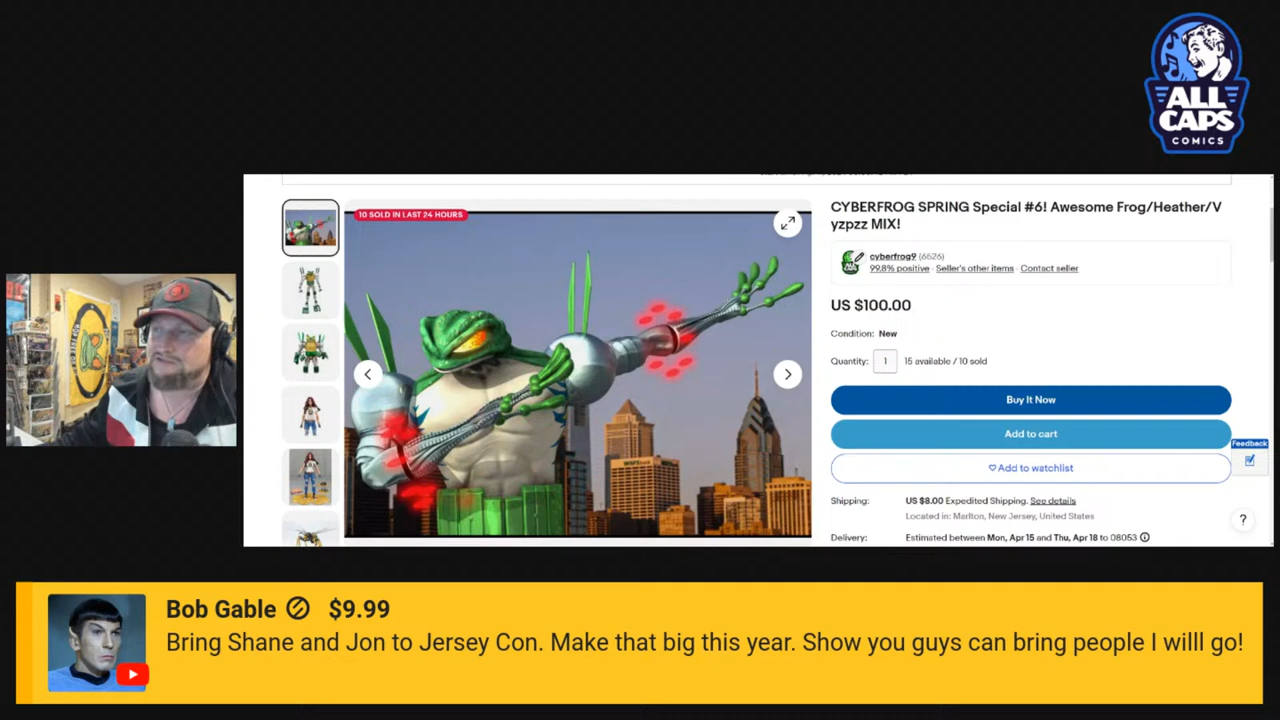 ALL
CAPS
COMICS
10 SOLD IN LAST 24 HOURS
CYBERFROG SPRING Special #6! Awesome Frog/Heather/V
yzpzz MIX!
cyberfrog9 (6626)
99.8% positive · Seller's other items · Contact seller
US $100.00
Condition: New
Quantity: 1 15 available / 10 sold
Buy It Now
Add to cart
Add to watchlist
Feedback
Shipping: US $8.00 Expedited Shipping. See details
Located in: Marlton, New Jersey, United States
?
Delivery: Estimated between Mon, Apr 15 and Thu, Apr 18 to 08053
Bob Gable $9.99
Bring Shane and Jon to Jersey Con. Make that big this year. Show you guys can bring people I willl go!